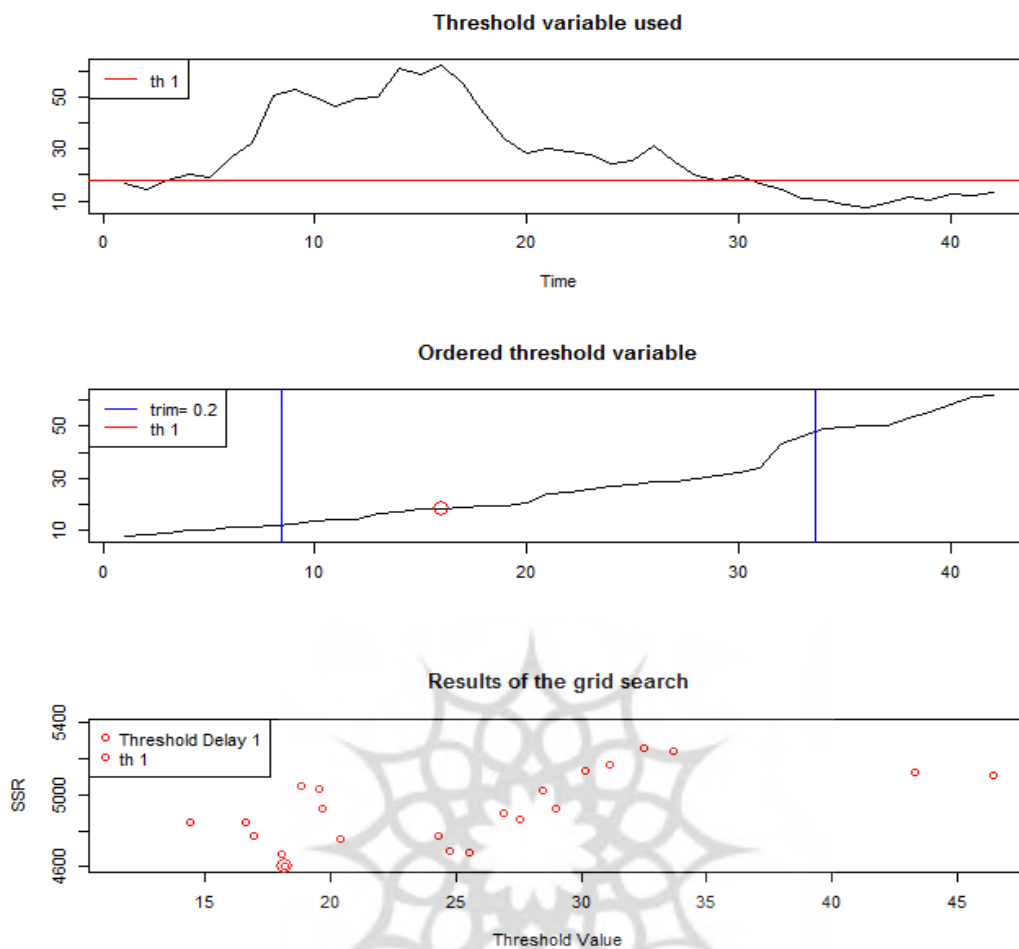 Threshold variable used
th 1
50
30
10
0 10 20 30 40
Time
Ordered threshold variable
trim= 0.2
th 1
50
30
10
0 10 20 30 40
Results of the grid search
Threshold Delay 1
th 1
SSR
5400
5000
4600
15 20 25 30 35 40 45
Threshold Value